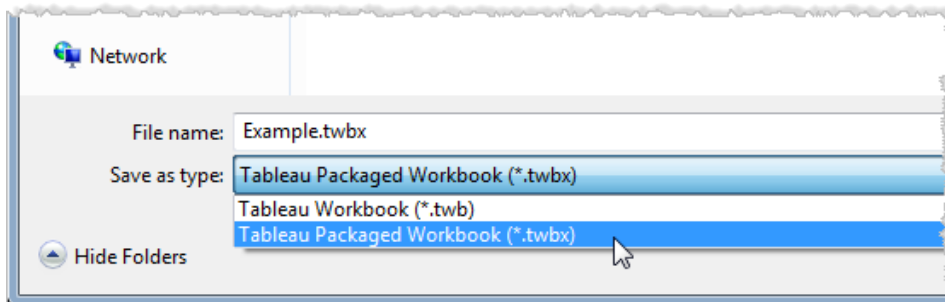 Network
File name: Example.twbx
Save as type: Tableau Packaged Workbook (*.twbx)
Tableau Workbook (*.twb)
Tableau Packaged Workbook (*.twbx)
Hide Folders